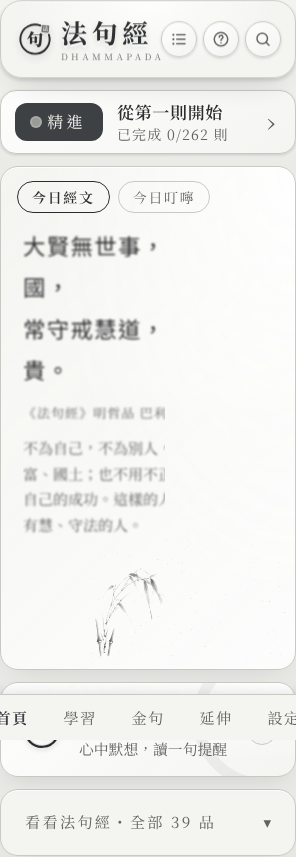 句
法句經
DHAMMAPADA
精進
從第一則開始
已完成 0/262 則
今日經文
今日叮嚀
大賢無世事，
國，
常守戒慧道，
貴。
《法句經》明哲品 巴利
不為自己，不為別人，
富、國土；也不用不
自己的成功。這樣的人
有慧、守法的人。
首頁
學習
金句
延伸
設定
心中默想，讀一句提醒
看看法句經・全部 39 品